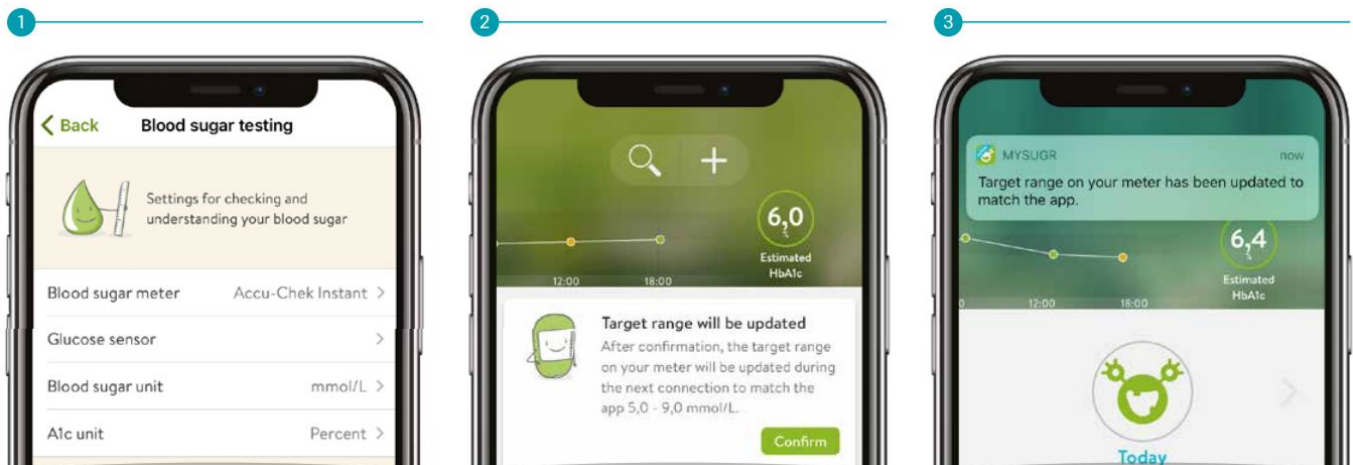 1
2
3
Back
Blood sugar testing
Settings for checking and
understanding your blood sugar
Blood sugar meter Accu-Chek Instant
Glucose sensor
Blood sugar unit mmol/L
A1c unit Percent
6,0
Estimated
HbA1c
12:00 18:00
Target range will be updated
After confirmation, the target range
on your meter will be updated during
the next connection to match the
app 5,0 - 9,0 mmol/L.
Confirm
MYSUGR now
Target range on your meter has been updated to
match the app.
6,4
Estimated
HbA1c
0 12:00 18:00
Today